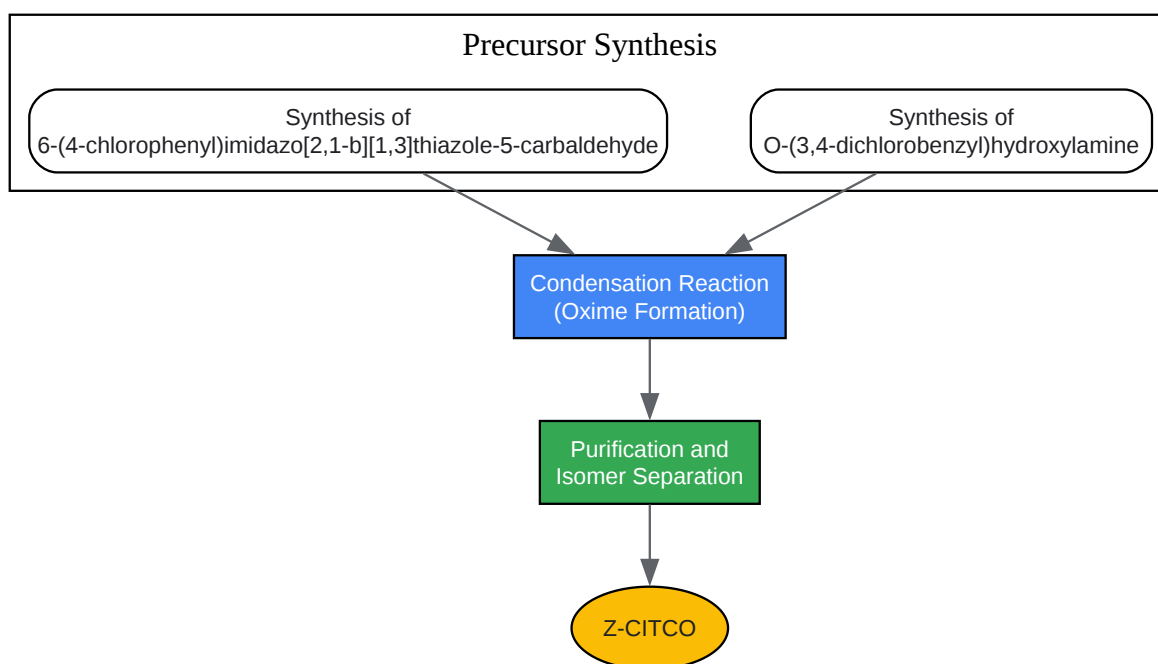 Precursor Synthesis
Synthesis of
6-(4-chlorophenyl)imidazo[2,1-b][1,3]thiazole-5-carbaldehyde
Synthesis of
O-(3,4-dichlorobenzyl)hydroxylamine
Condensation Reaction
(Oxime Formation)
Purification and
Isomer Separation
Z-CITCO